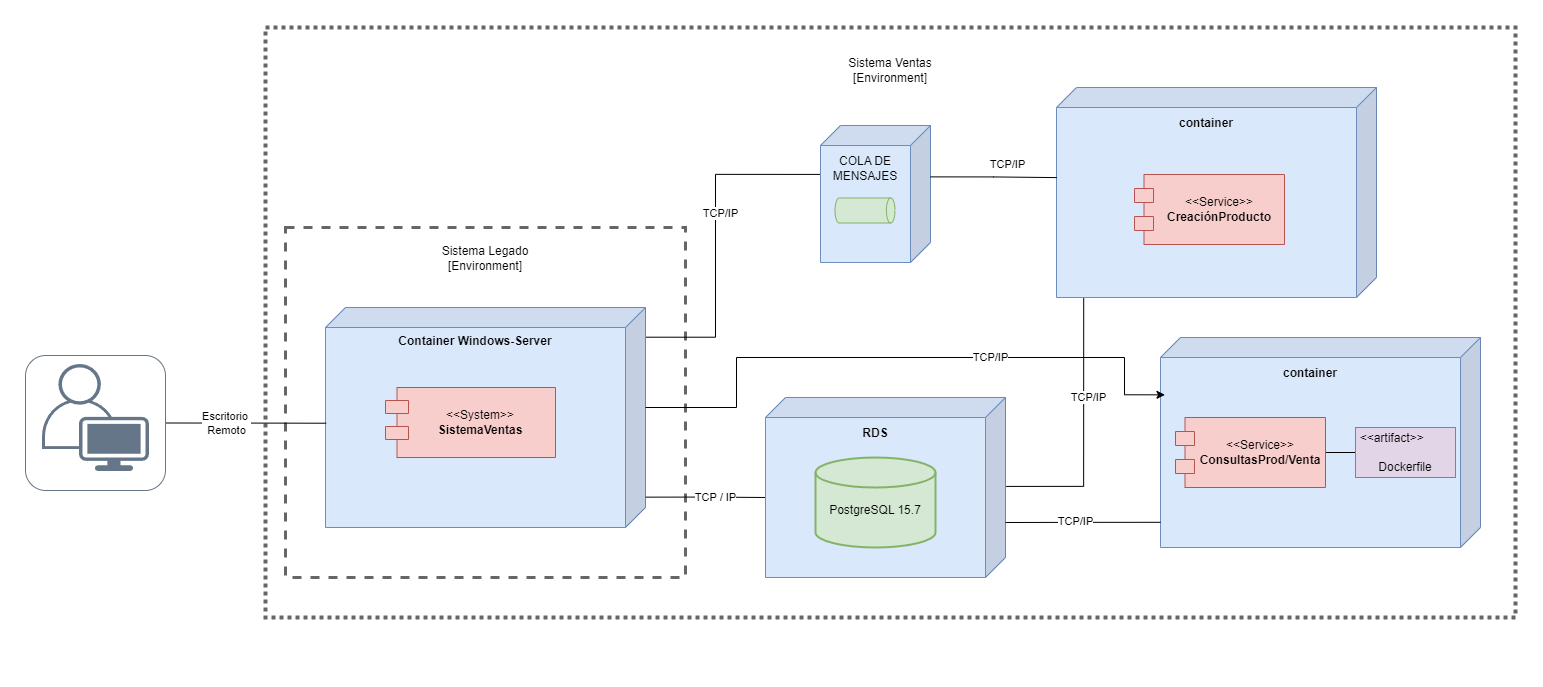 Sistema Ventas
[Environment]
container
COLA DE
MENSAJES
TCP/IP
<<Service>>
CreaciónProducto
TCP/IP
Sistema Legado
[Environment]
Container Windows-Server
TCP/IP
container
<<System>>
SistemaVentas
Escritorio
Remoto
TCP/IP
RDS
PostgreSQL 15.7
<<Service>>
ConsultasProd/Venta
<<artifact>>
Dockerfile
TCP / IP
TCP/IP